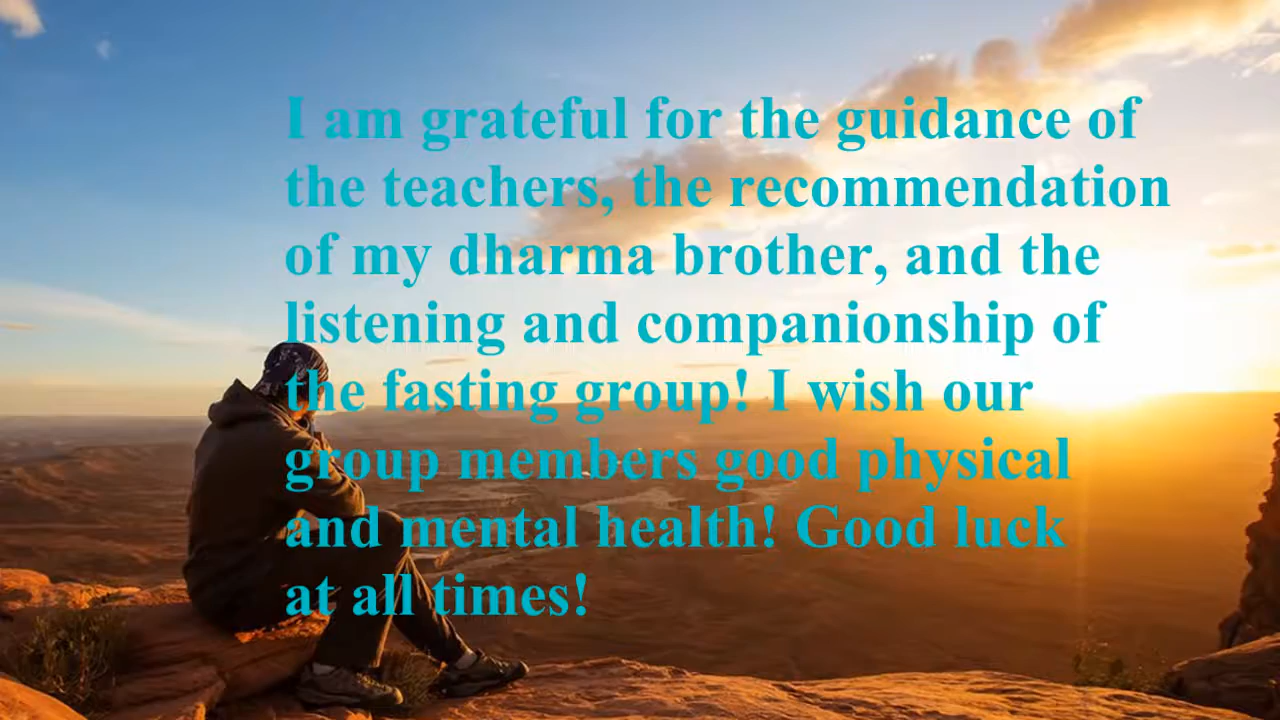 I am grateful for the guidance of
the teachers, the recommendation
of my dharma brother, and the
listening and companionship of
the fasting group! I wish our
group members good physical
and mental health! Good luck
at all times!